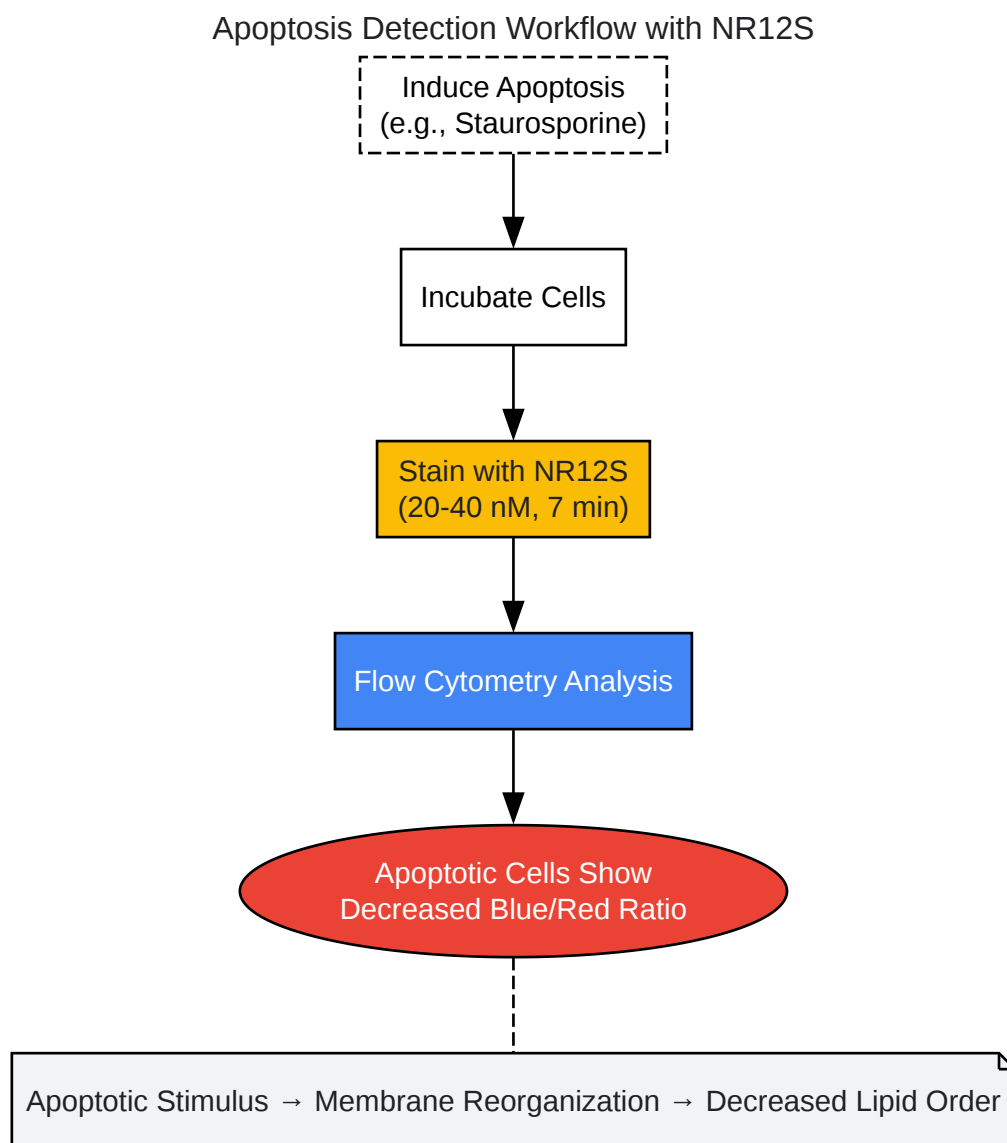 Apoptosis Detection Workflow with NR12S
Induce Apoptosis
(e.g., Staurosporine)
Incubate Cells
Stain with NR12S
(20-40 nM, 7 min)
Flow Cytometry Analysis
Apoptotic Cells Show
Decreased Blue/Red Ratio
Apoptotic Stimulus → Membrane Reorganization → Decreased Lipid Order